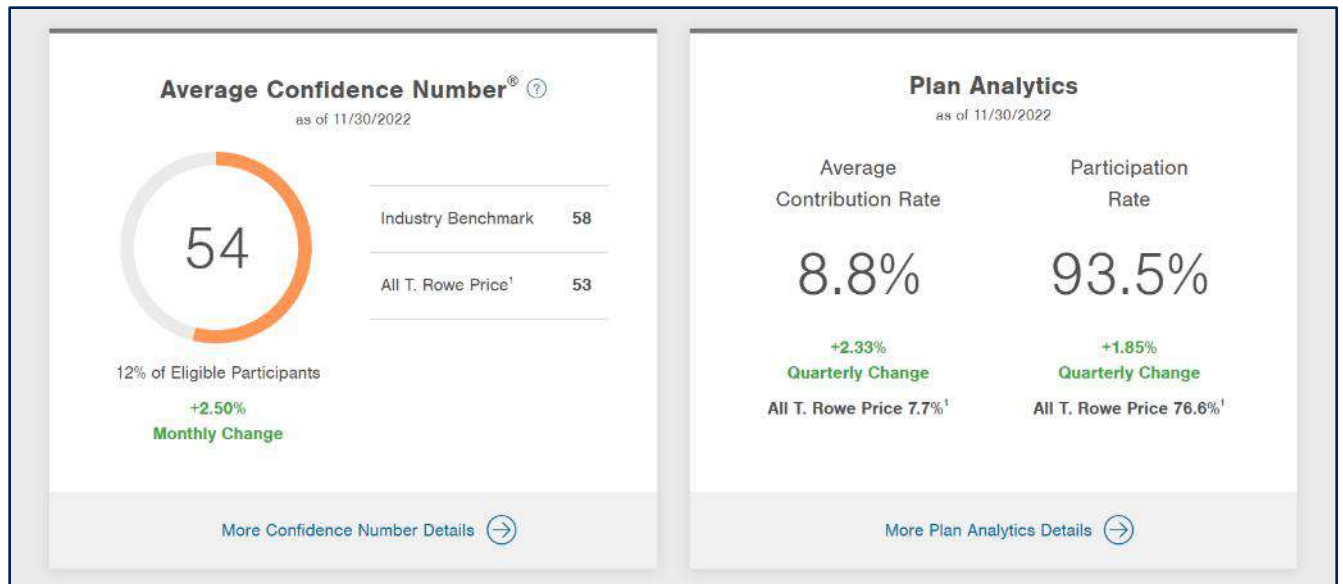 Average Confidence Number® ?
as of 11/30/2022
54
12% of Eligible Participants
+2.50%
Monthly Change
Industry Benchmark 58
All T. Rowe Price¹ 53
More Confidence Number Details
Plan Analytics
as of 11/30/2022
Average
Contribution Rate
8.8%
+2.33%
Quarterly Change
All T. Rowe Price 7.7%¹
Participation
Rate
93.5%
+1.85%
Quarterly Change
All T. Rowe Price 76.6%¹
More Plan Analytics Details